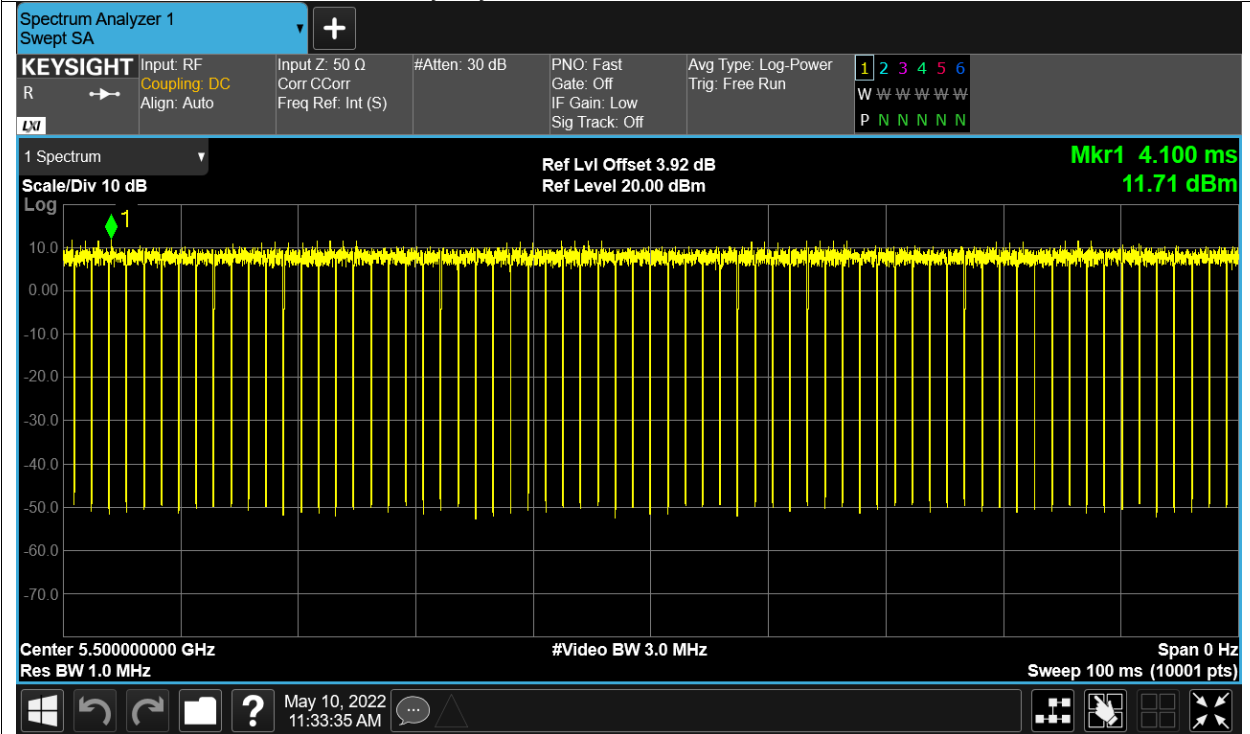 Spectrum Analyzer 1
Swept SA
▼
+
KEYSIGHT
R
LXI
Input: RF
Coupling: DC
Align: Auto
Input Z: 50 Ω
Corr CCorr
Freq Ref: Int (S)
#Atten: 30 dB
PNO: Fast
Gate: Off
IF Gain: Low
Sig Track: Off
Avg Type: Log-Power
Trig: Free Run
1 2 3 4 5 6
W W W W W W
P N N N N N
1 Spectrum ▼
Scale/Div 10 dB
Log
Ref Lvl Offset 3.92 dB
Ref Level 20.00 dBm
Mkr1 4.100 ms
11.71 dBm
1
10.0
0.00
-10.0
-20.0
-30.0
-40.0
-50.0
-60.0
-70.0
Center 5.500000000 GHz
Res BW 1.0 MHz
#Video BW 3.0 MHz
Span 0 Hz
Sweep 100 ms (10001 pts)
?
May 10, 2022
11:33:35 AM